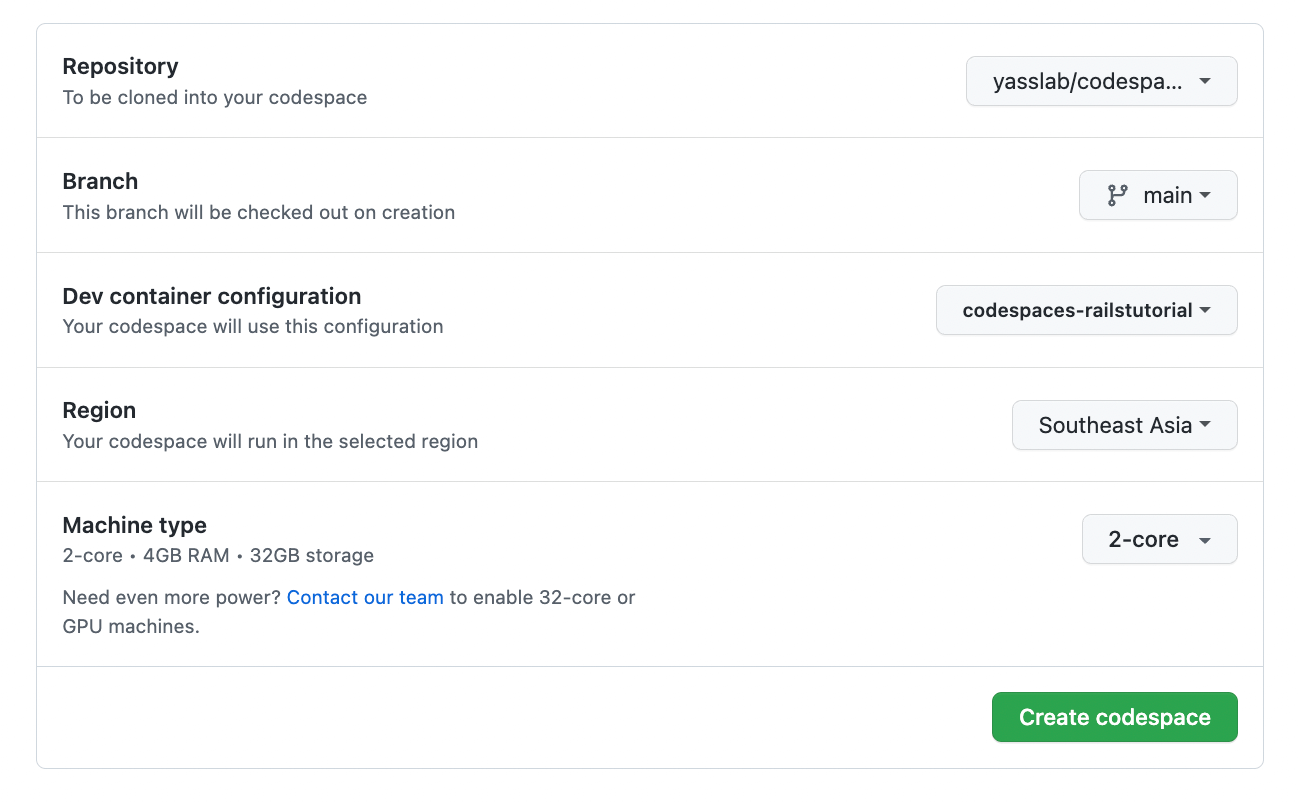 Repository
To be cloned into your codespace
yasslab/codespa...
Branch
This branch will be checked out on creation
main
Dev container configuration
Your codespace will use this configuration
codespaces-railstutorial
Region
Your codespace will run in the selected region
Southeast Asia
Machine type
2-core • 4GB RAM • 32GB storage
2-core
Need even more power? Contact our team to enable 32-core or
GPU machines.
Create codespace